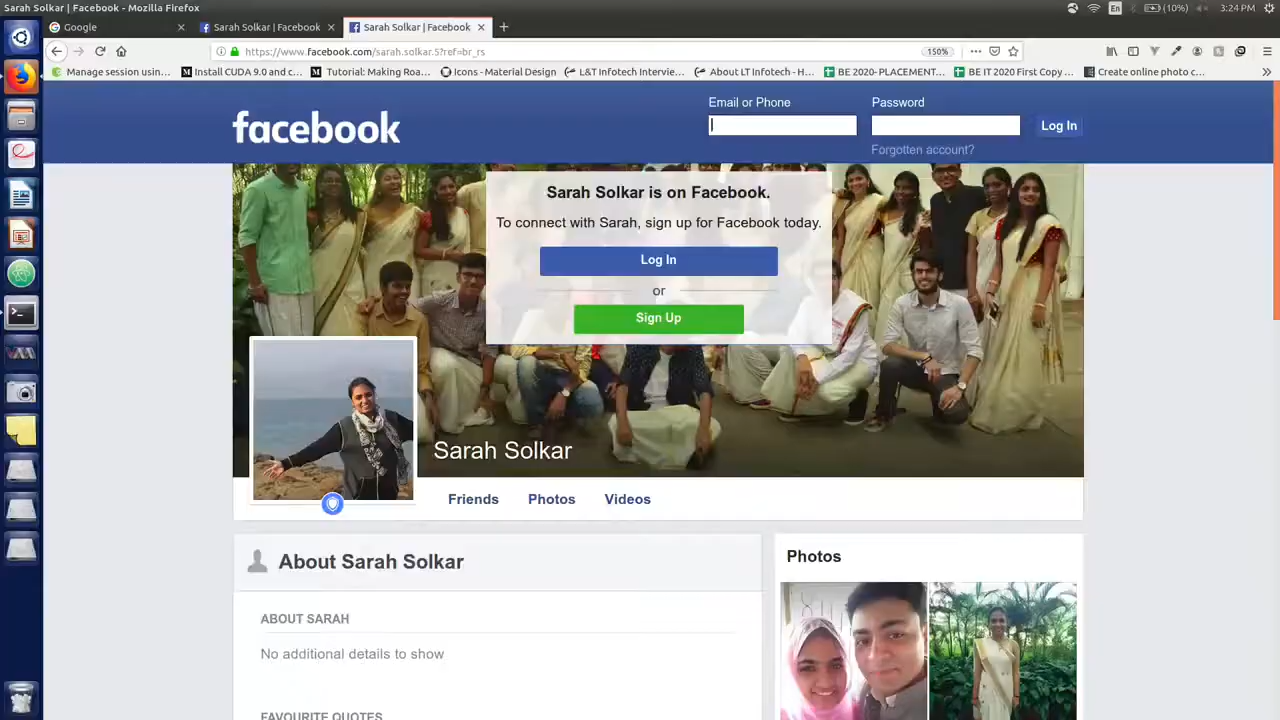 Sarah Solkar | Facebook - Mozilla Firefox
En
(10%)
3:24 PM
Google
Sarah Solkar | Facebook
Sarah Solkar | Facebook
https://www.facebook.com/sarah.solkar.5?ref=br_rs
150%
Manage session usin...
Install CUDA 9.0 and c...
Tutorial: Making Roa...
Icons - Material Design
L&T Infotech Intervie...
About LT Infotech - H...
BE 2020- PLACEMENT...
BE IT 2020 First Copy ...
Create online photo c...
facebook
Email or Phone
Password
Log In
Forgotten account?
Sarah Solkar is on Facebook.
To connect with Sarah, sign up for Facebook today.
Log In
or
Sign Up
Sarah Solkar
Friends
Photos
Videos
About Sarah Solkar
ABOUT SARAH
No additional details to show
FAVOURITE QUOTES
Photos